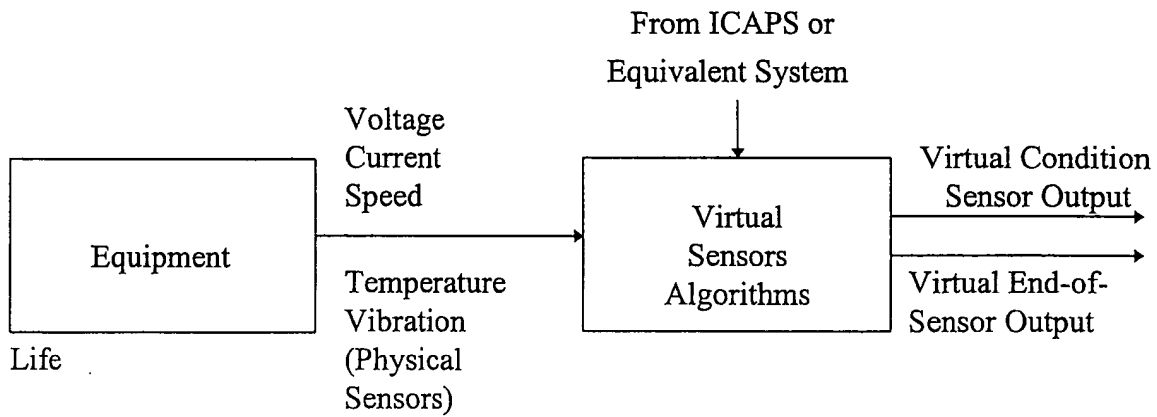 From ICAPS or
Equivalent System
Voltage
Current
Speed
Equipment
Temperature
Vibration
(Physical
Sensors)
Life
Virtual
Sensors
Algorithms
Virtual Condition
Sensor Output
Virtual End-of-
Sensor Output